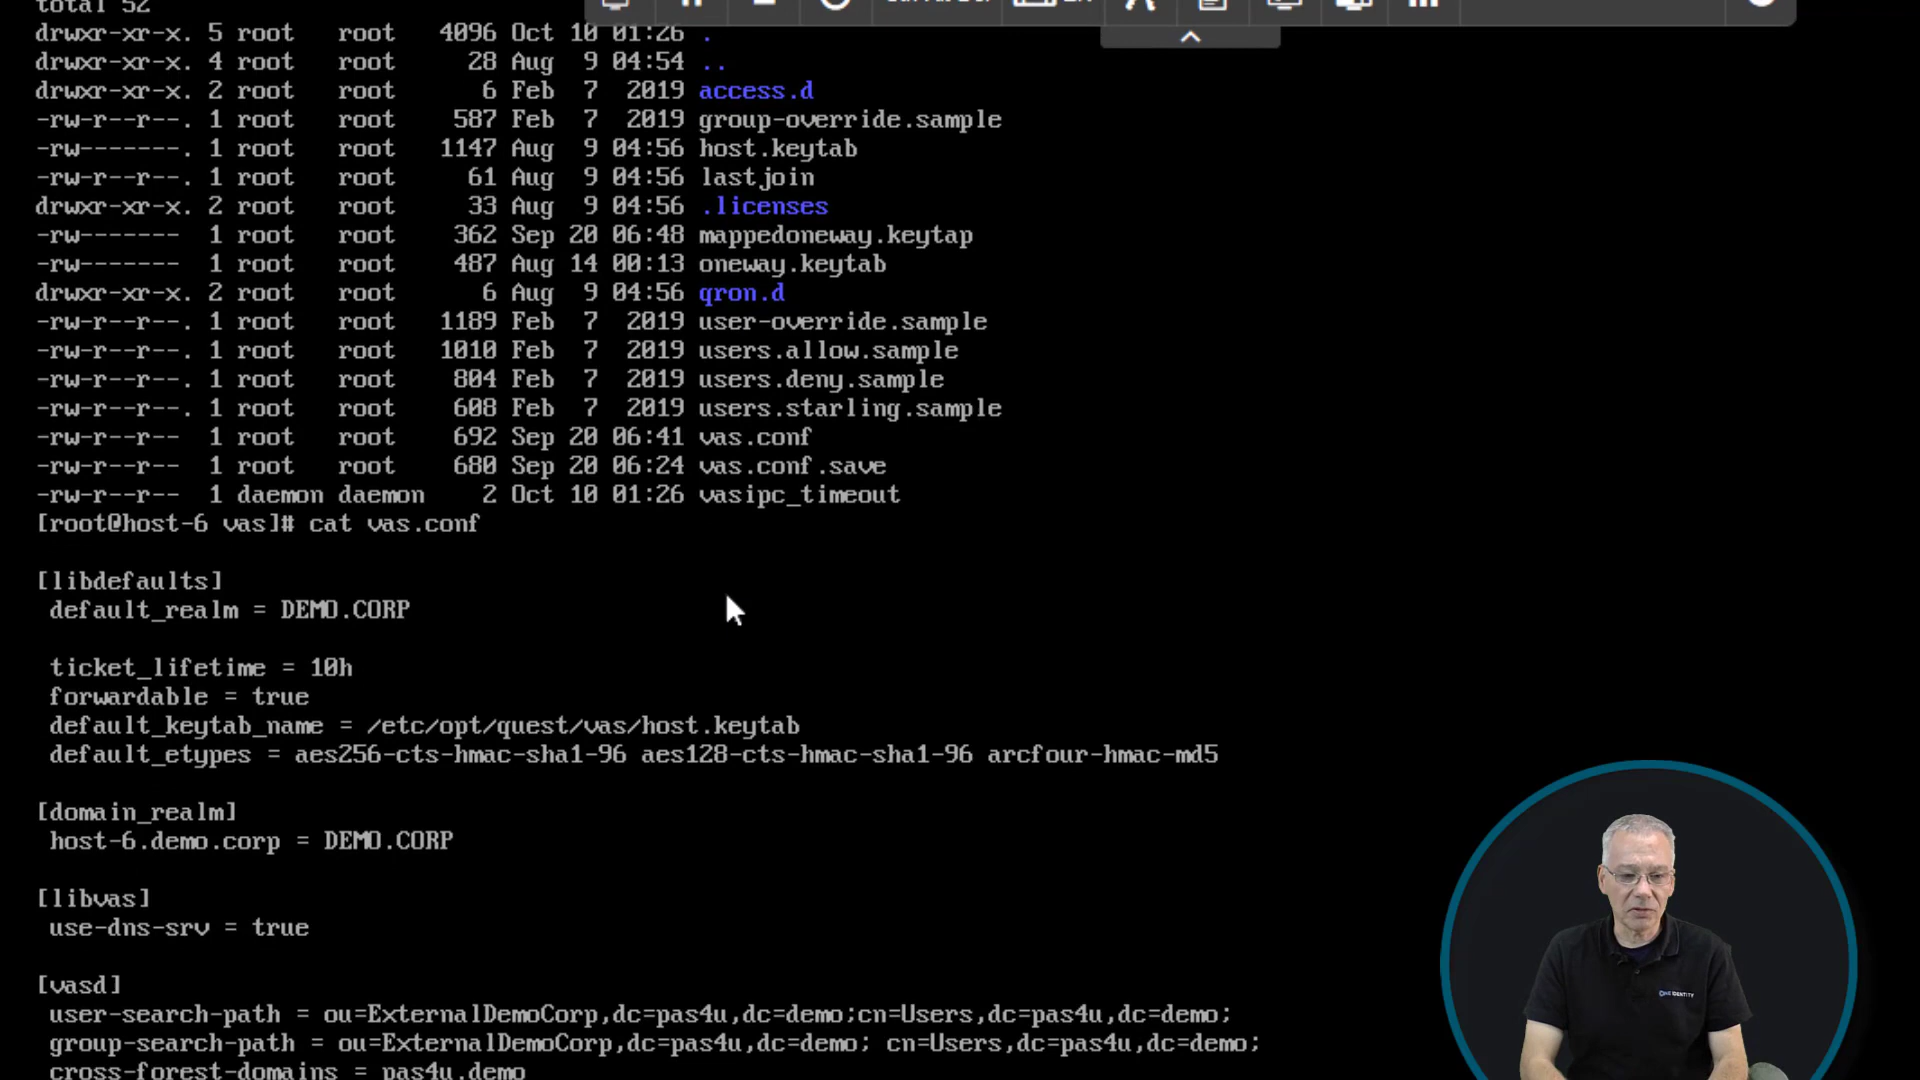 total 52
drwxr-xr-x. 5 root root 4096 Oct 10 01:26 .
drwxr-xr-x. 4 root root 28 Aug 9 04:54 ..
drwxr-xr-x. 2 root root 6 Feb 7 2019 access.d
-rw-r--r--. 1 root root 587 Feb 7 2019 group-override.sample
-rw-------. 1 root root 1147 Aug 9 04:56 host.keytab
-rw-r--r--. 1 root root 61 Aug 9 04:56 lastjoin
drwxr-xr-x. 2 root root 33 Aug 9 04:56 .licenses
-rw------- 1 root root 362 Sep 20 06:48 mappedoneway.keytap
-rw------- 1 root root 487 Aug 14 00:13 oneway.keytab
drwxr-xr-x. 2 root root 6 Aug 9 04:56 qron.d
-rw-r--r--. 1 root root 1189 Feb 7 2019 user-override.sample
-rw-r--r--. 1 root root 1010 Feb 7 2019 users.allow.sample
-rw-r--r--. 1 root root 804 Feb 7 2019 users.deny.sample
-rw-r--r--. 1 root root 608 Feb 7 2019 users.starling.sample
-rw-r--r-- 1 root root 692 Sep 20 06:41 vas.conf
-rw-r--r-- 1 root root 680 Sep 20 06:24 vas.conf.save
-rw-r--r-- 1 daemon daemon 2 Oct 10 01:26 vasipc_timeout
[root@host-6 vas]# cat vas.conf
[libdefaults]
default_realm = DEMO.CORP
ticket_lifetime = 10h
forwardable = true
default_keytab_name = /etc/opt/quest/vas/host.keytab
default_etypes = aes256-cts-hmac-sha1-96 aes128-cts-hmac-sha1-96 arcfour-hmac-md5
[domain_realm]
host-6.demo.corp = DEMO.CORP
[libvas]
use-dns-srv = true
[vasd]
user-search-path = ou=ExternalDemoCorp,dc=pas4u,dc=demo;cn=Users,dc=pas4u,dc=demo;
group-search-path = ou=ExternalDemoCorp,dc=pas4u,dc=demo; cn=Users,dc=pas4u,dc=demo;
cross-forest-domains = pas4u.demo
ONE IDENTITY